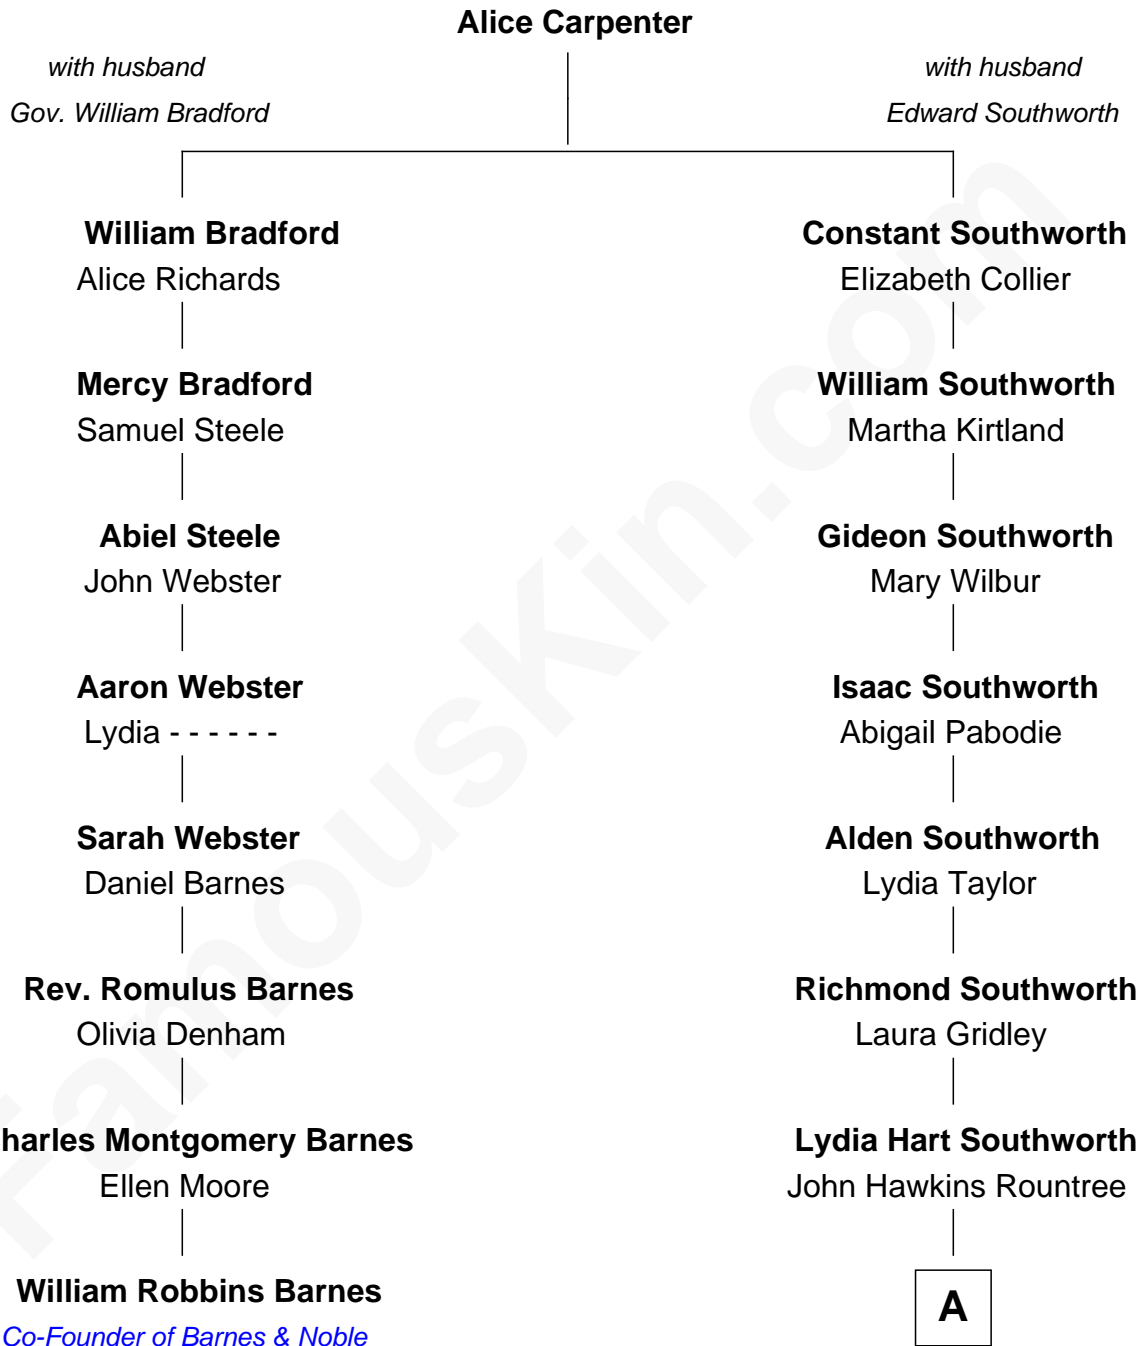 Alice Carpenter
with husband
Gov. William Bradford
with husband
Edward Southworth
William Bradford
Alice Richards
Constant Southworth
Elizabeth Collier
Mercy Bradford
Samuel Steele
William Southworth
Martha Kirtland
Abiel Steele
John Webster
Gideon Southworth
Mary Wilbur
Aaron Webster
Lydia - - - - - -
Isaac Southworth
Abigail Pabodie
Sarah Webster
Daniel Barnes
Alden Southworth
Lydia Taylor
Rev. Romulus Barnes
Olivia Denham
Richmond Southworth
Laura Gridley
harles Montgomery Barnes
Ellen Moore
Lydia Hart Southworth
John Hawkins Rountree
William Robbins Barnes
Co-Founder of Barnes & Noble
A
FamousKin.com